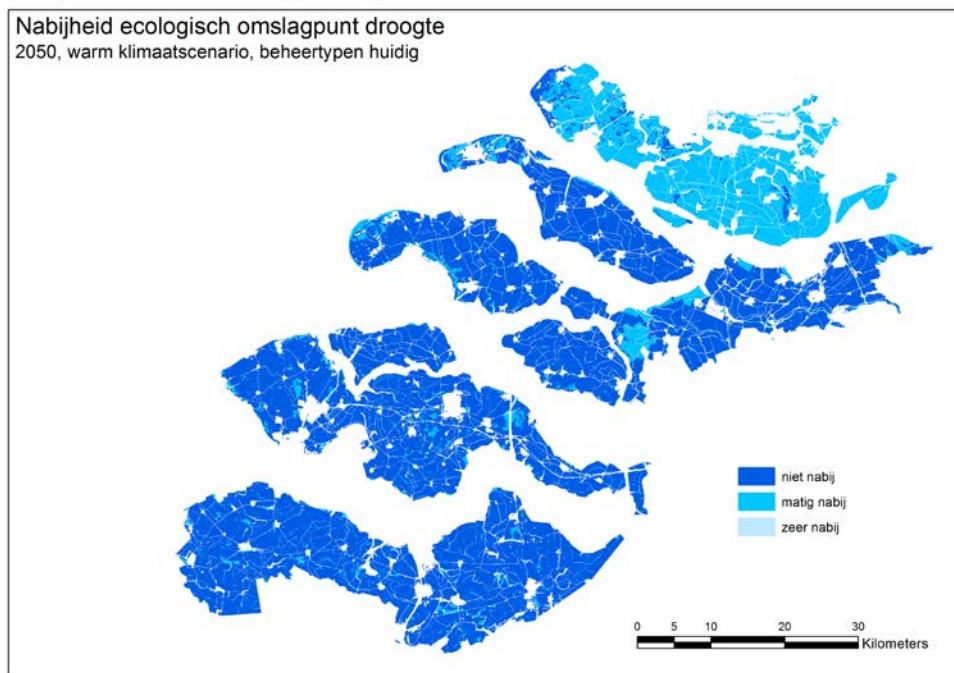 Nabijheid ecologisch omslagpunt droogte
2050, warm klimaatscenario, beheertypen huidig
niet nabij
matig nabij
zeer nabij
0 5 10 20 30
Kilometers